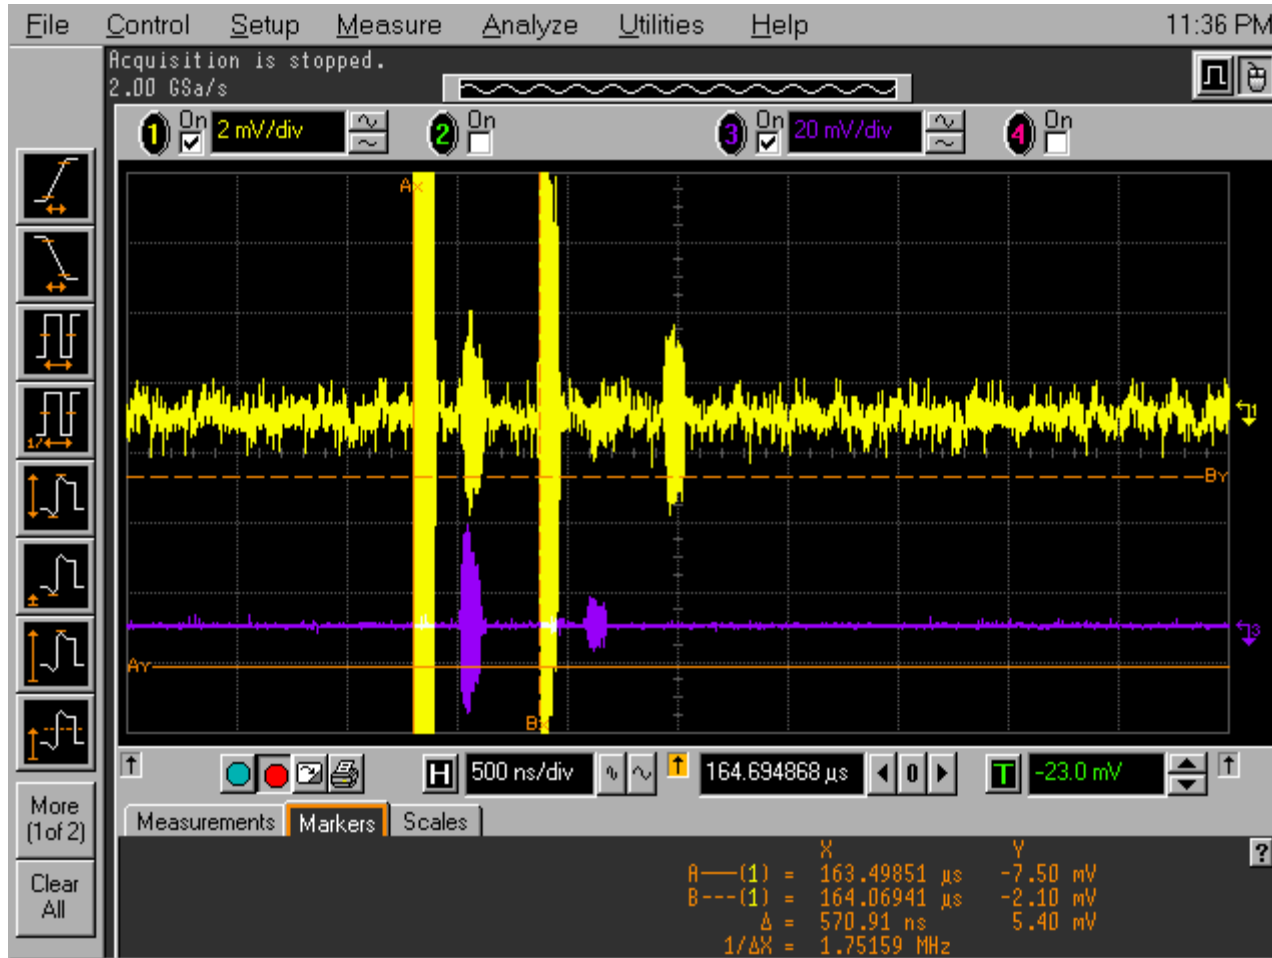 File Control Setup Measure Analyze Utilities Help 11:36 PM
Acquisition is stopped.
2.00 GSa/s
1 On 2 mV/div 2 On 3 On 20 mV/div 4 On
Ax
1
1/
By
3
Ay
B
H 500 ns/div 164.694868 µs 0 T -23.0 mV
More
(1 of 2)
Clear
All
Measurements Markers Scales
?
X Y
A——(1) = 163.49851 µs -7.50 mV
B---(1) = 164.06941 µs -2.10 mV
Δ = 570.91 ns 5.40 mV
1/ΔX = 1.75159 MHz